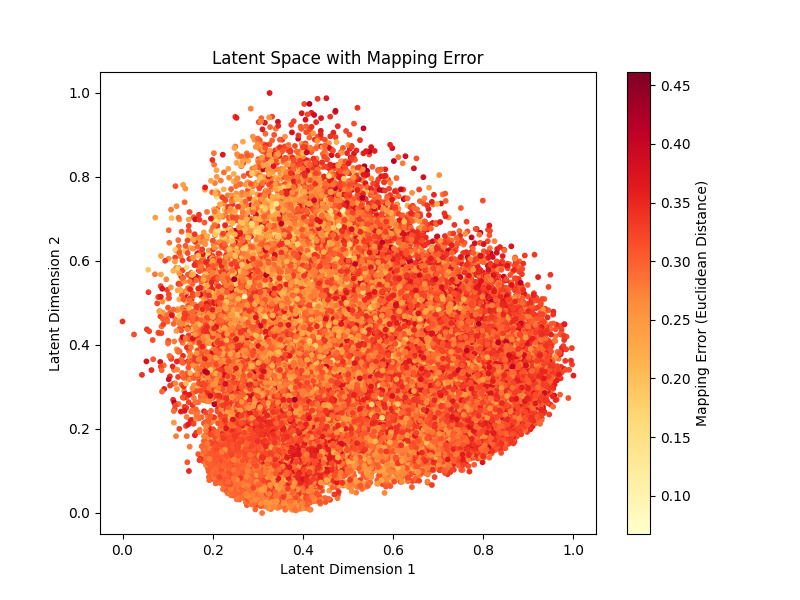 Latent Space with Mapping Error
1.0
0.8
0.6
0.4
0.2
0.0
Latent Dimension 2
0.0 0.2 0.4 0.6 0.8 1.0
Latent Dimension 1
0.45
0.40
0.35
0.30
0.25
0.20
0.15
0.10
Mapping Error (Euclidean Distance)